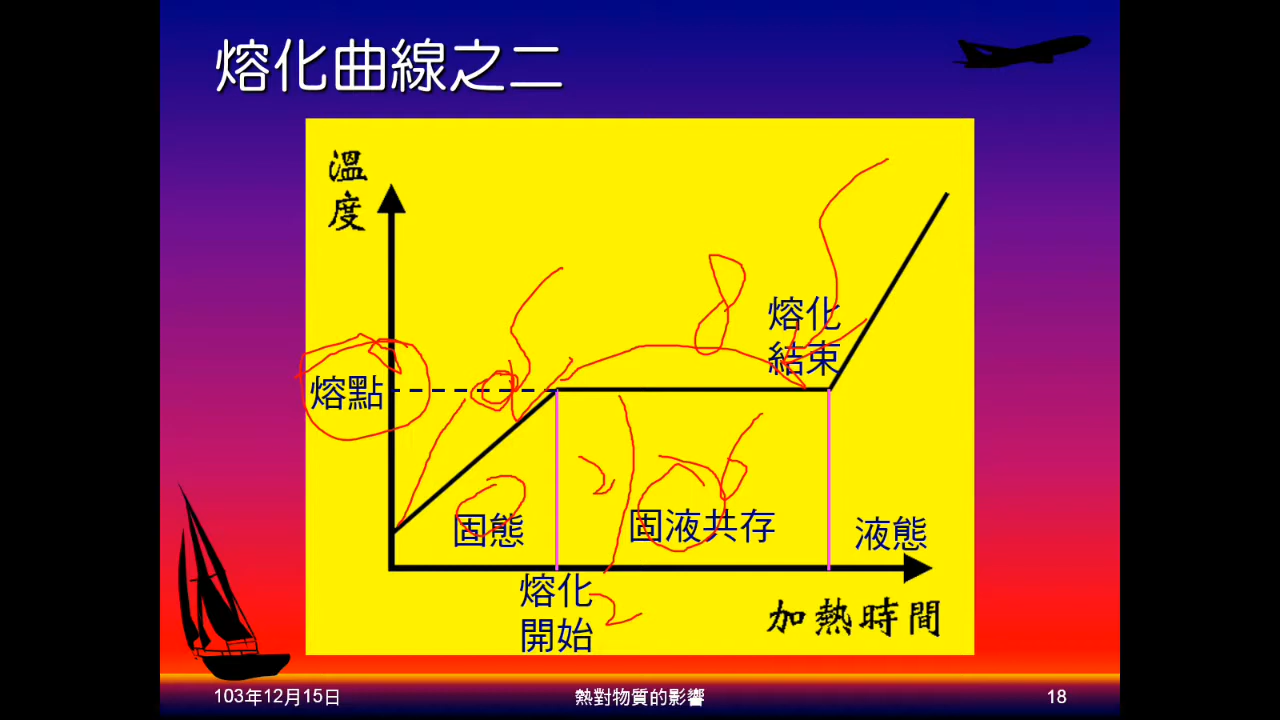 熔化曲線之二
溫
度
熔化
結束
熔點
固態
固液共存
液態
熔化
開始
加熱時間
103年12月15日
熱對物質的影響
18